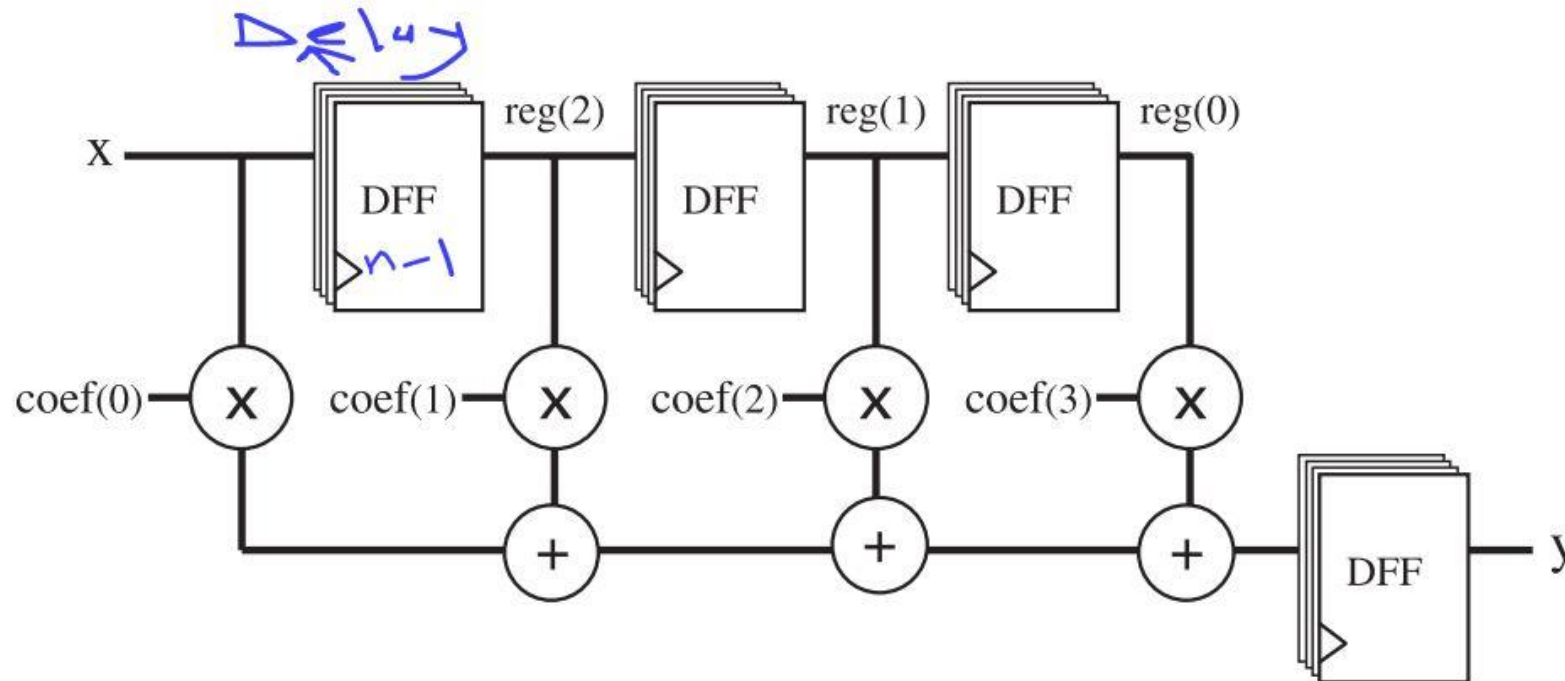 Delay
reg(2) reg(1) reg(0)
x
DFF DFF DFF
n-1
coef(0) x coef(1) x coef(2) x coef(3) x
+ + +
y
DFF